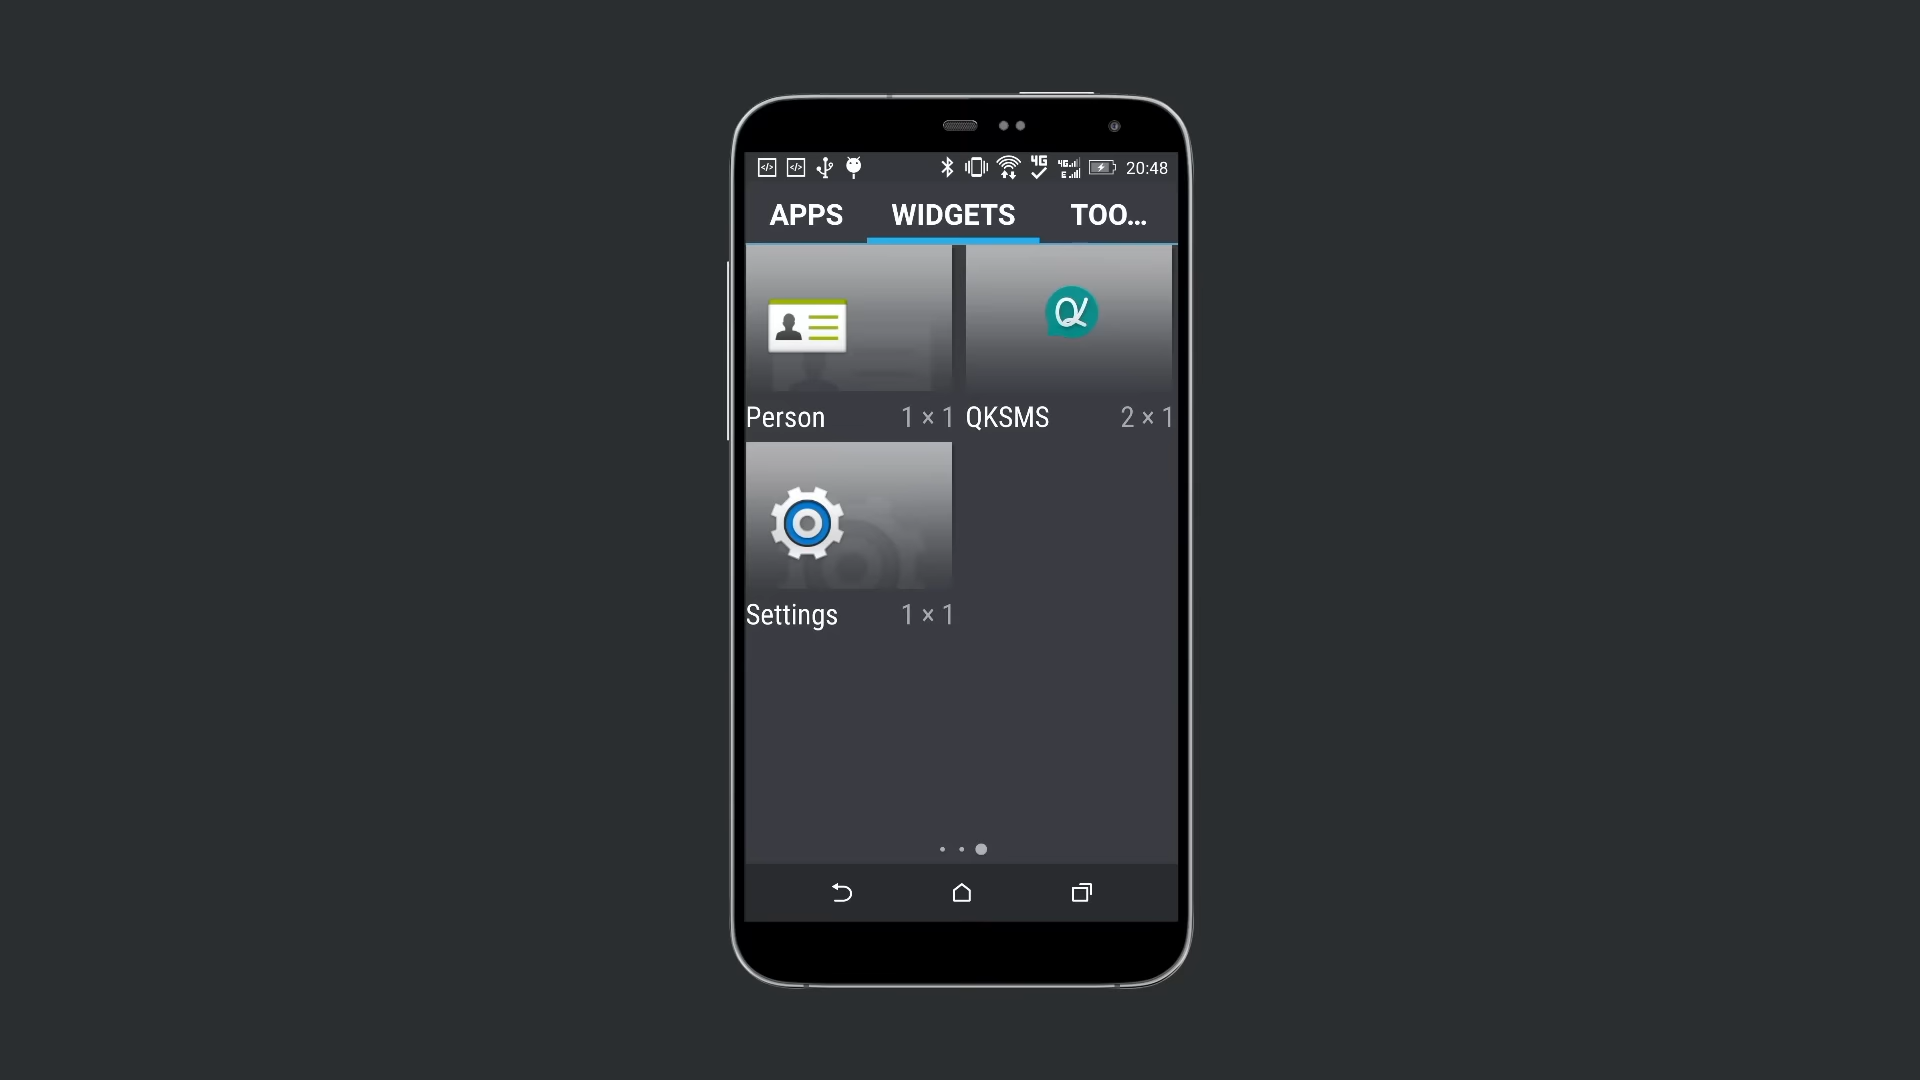 20:48
APPS WIDGETS TOO...
Person 1 × 1 QKSMS 2 × 1
Settings 1 × 1